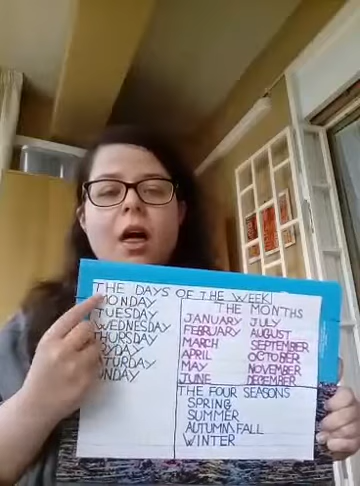 THE DAYS OF THE WEEK
MONDAY
TUESDAY
WEDNESDAY
THURSDAY
THE MONTHS
JANUARY JULY
FEBRUARY AUGUST
MARCH SEPTEMBER
APRIL OCTOBER
MAY NOVEMBER
JUNE DECEMBER
THE FOUR SEASONS
SPRING
SUMMER
AUTUMN/FALL
WINTER